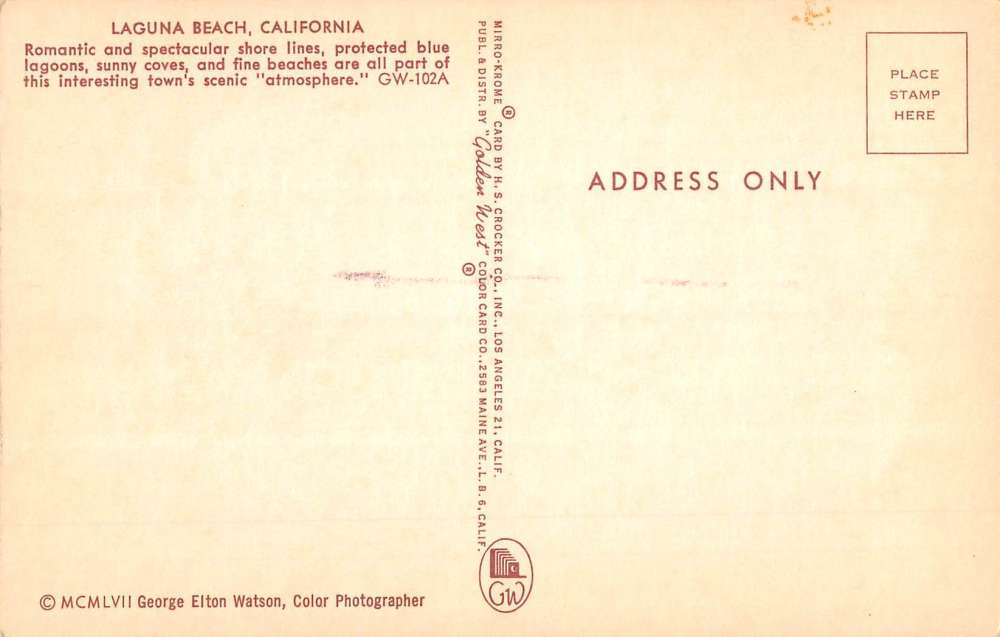 LAGUNA BEACH, CALIFORNIA
Romantic and spectacular shore lines, protected blue
lagoons, sunny coves, and fine beaches are all part of
this interesting town's scenic "atmosphere." GW-102A
MIRRO-KROME ® CARD BY H. S. CROCKER CO., INC., LOS ANGELES 21, CALIF.
PUBL. & DISTR. BY "Golden West" ® COLOR CARD CO., 2583 MAINE AVE., L. B. 6, CALIF.
PLACE
STAMP
HERE
ADDRESS ONLY
GW
© MCMLVII George Elton Watson, Color Photographer